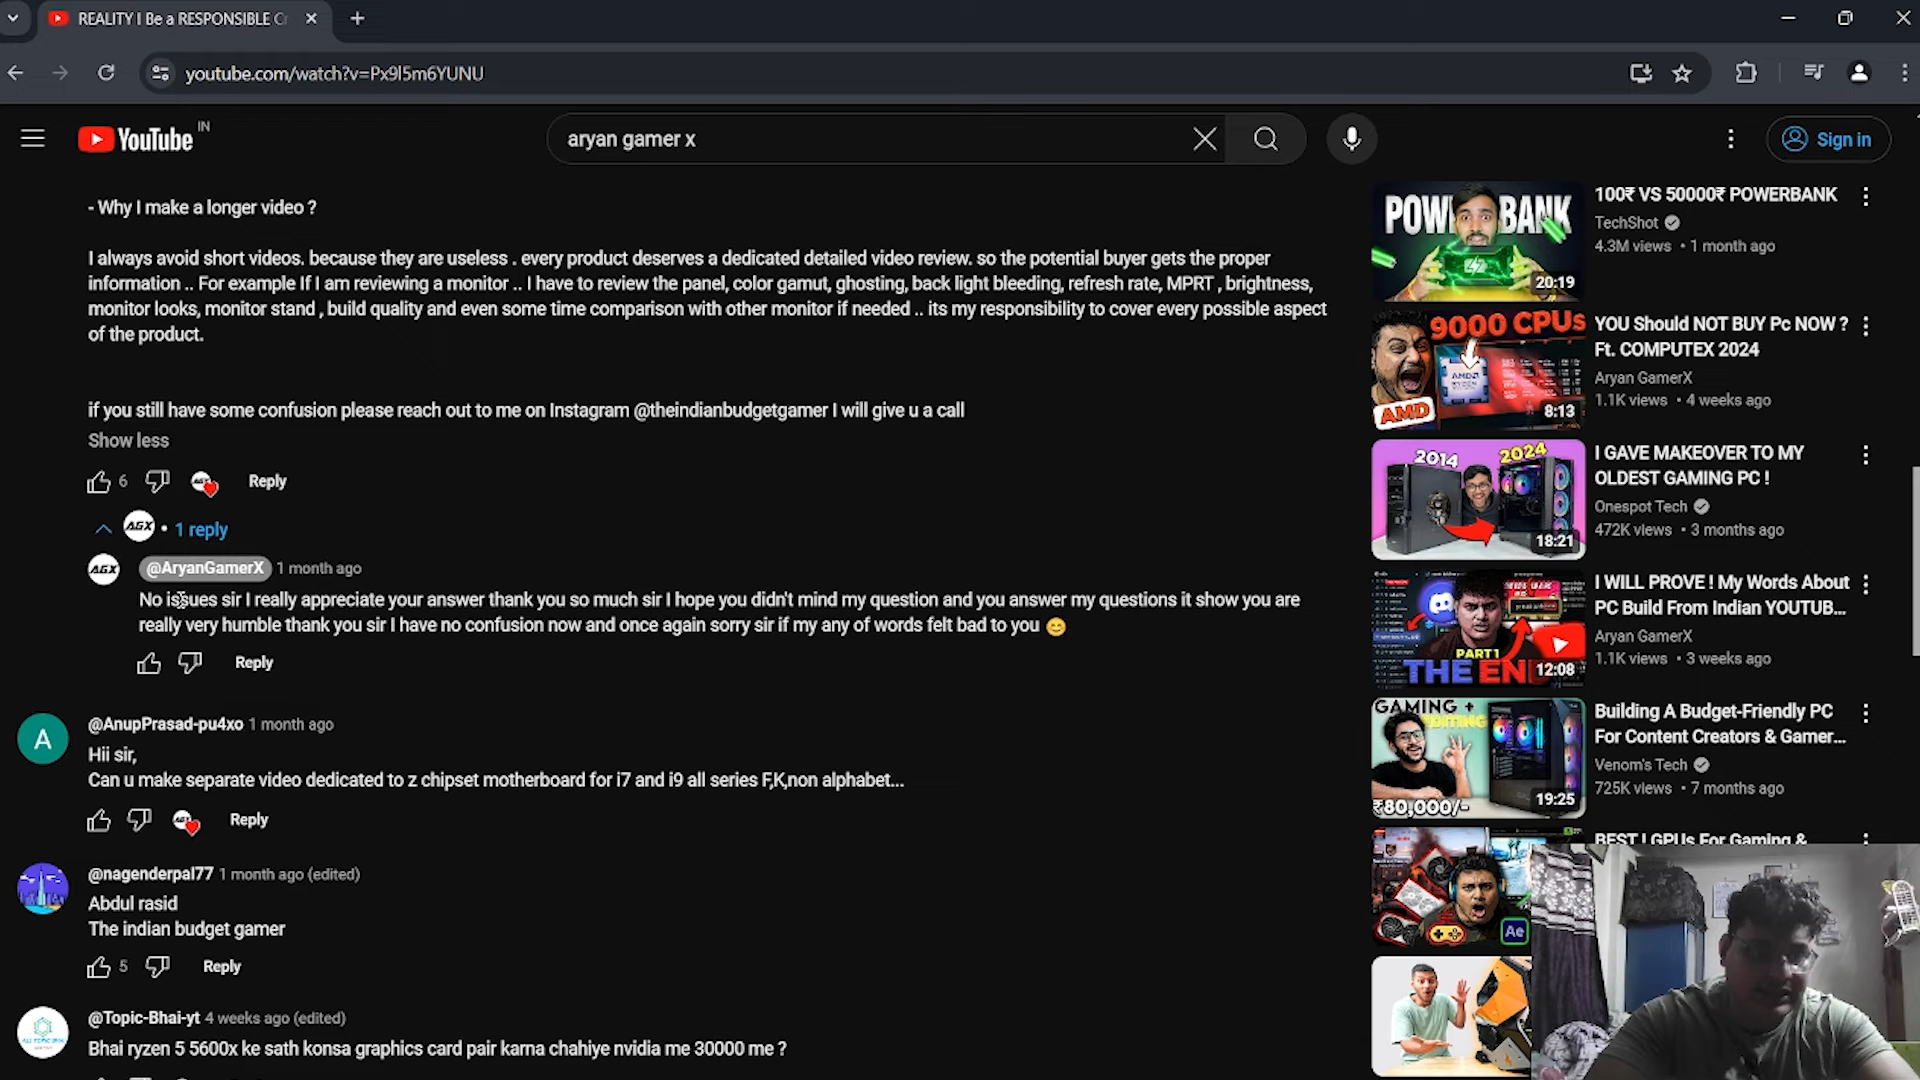 REALITY I Be a RESPONSIBLE Cr
youtube.com/watch?v=Px9l5m6YUNU
YouTube IN
aryan gamer x
Sign in
- Why I make a longer video ?
I always avoid short videos. because they are useless . every product deserves a dedicated detailed video review. so the potential buyer gets the proper
information .. For example If I am reviewing a monitor .. I have to review the panel, color gamut, ghosting, back light bleeding, refresh rate, MPRT , brightness,
monitor looks, monitor stand , build quality and even some time comparison with other monitor if needed .. its my responsibility to cover every possible aspect
of the product.
if you still have some confusion please reach out to me on Instagram @theindianbudgetgamer I will give u a call
Show less
6
Reply
AGX • 1 reply
AGX
@AryanGamerX 1 month ago
No issues sir I really appreciate your answer thank you so much sir I hope you didn't mind my question and you answer my questions it show you are
really very humble thank you sir I have no confusion now and once again sorry sir if my any of words felt bad to you 😊
Reply
A
@AnupPrasad-pu4xo 1 month ago
Hii sir,
Can u make separate video dedicated to z chipset motherboard for i7 and i9 all series F,K,non alphabet...
Reply
@nagenderpal77 1 month ago (edited)
Abdul rasid
The indian budget gamer
5
Reply
@Topic-Bhai-yt 4 weeks ago (edited)
Bhai ryzen 5 5600x ke sath konsa graphics card pair karna chahiye nvidia me 30000 me ?
POW BANK
20:19
100₹ VS 50000₹ POWERBANK
TechShot
4.3M views • 1 month ago
9000 CPUs
AMD
8:13
YOU Should NOT BUY Pc NOW ?
Ft. COMPUTEX 2024
Aryan GamerX
1.1K views • 4 weeks ago
2014
2024
18:21
I GAVE MAKEOVER TO MY
OLDEST GAMING PC !
Onespot Tech
472K views • 3 months ago
PART1
THE END
12:08
I WILL PROVE ! My Words About
PC Build From Indian YOUTUB...
Aryan GamerX
1.1K views • 3 weeks ago
GAMING +
EDITING
₹80,000/-
19:25
Building A Budget-Friendly PC
For Content Creators & Gamer...
Venom's Tech
725K views • 7 months ago
Ae
BEST ! GPUs For Gaming &